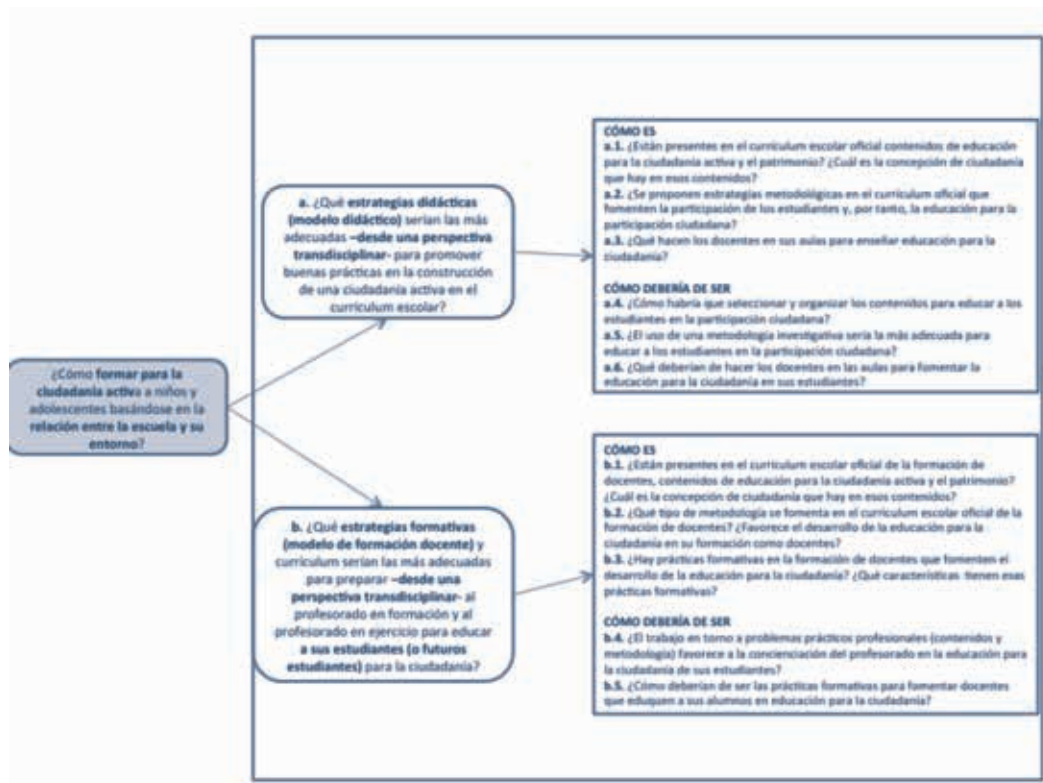 ¿Cómo formar para la
ciudadanía activa a niños y
adolescentes basándose en la
relación entre la escuela y su
entorno?
a. ¿Qué estrategias didácticas
(modelo didáctico) serían las más
adecuadas –desde una perspectiva
transdisciplinar- para promover
buenas prácticas en la construcción
de una ciudadanía activa en el
curriculum escolar?
CÓMO ES
a.1. ¿Están presentes en el curriculum escolar oficial contenidos de educación
para la ciudadanía activa y el patrimonio? ¿Cuál es la concepción de ciudadanía
que hay en esos contenidos?
a.2. ¿Se proponen estrategias metodológicas en el curriculum oficial que
fomenten la participación de los estudiantes y, por tanto, la educación para la
participación ciudadana?
a.3. ¿Qué hacen los docentes en sus aulas para enseñar educación para la
ciudadanía?
CÓMO DEBERÍA DE SER
a.4. ¿Cómo habría que seleccionar y organizar los contenidos para educar a los
estudiantes en la participación ciudadana?
a.5. ¿El uso de una metodología investigativa sería la más adecuada para
educar a los estudiantes en la participación ciudadana?
a.6. ¿Qué deberían de hacer los docentes en las aulas para fomentar la
educación para la ciudadanía en sus estudiantes?
b. ¿Qué estrategias formativas
(modelo de formación docente) y
curriculum serían las más adecuadas
para preparar –desde una
perspectiva transdisciplinar- al
profesorado en formación y al
profesorado en ejercicio para educar
a sus estudiantes (o futuros
estudiantes) para la ciudadanía?
CÓMO ES
b.1. ¿Están presentes en el curriculum escolar oficial de la formación de
docentes, contenidos de educación para la ciudadanía activa y el patrimonio?
¿Cuál es la concepción de ciudadanía que hay en esos contenidos?
b.2. ¿Qué tipo de metodología se fomenta en el curriculum escolar oficial de la
formación de docentes? ¿Favorece el desarrollo de la educación para la
ciudadanía en su formación como docentes?
b.3. ¿Hay prácticas formativas en la formación de docentes que fomenten el
desarrollo de la educación para la ciudadanía? ¿Qué características tienen esas
prácticas formativas?
CÓMO DEBERÍA DE SER
b.4. ¿El trabajo en torno a problemas prácticos profesionales (contenidos y
metodología) favorece a la concienciación del profesorado en la educación para
la ciudadanía de sus estudiantes?
b.5. ¿Cómo deberían de ser las prácticas formativas para fomentar docentes
que eduquen a sus alumnos en educación para la ciudadanía?